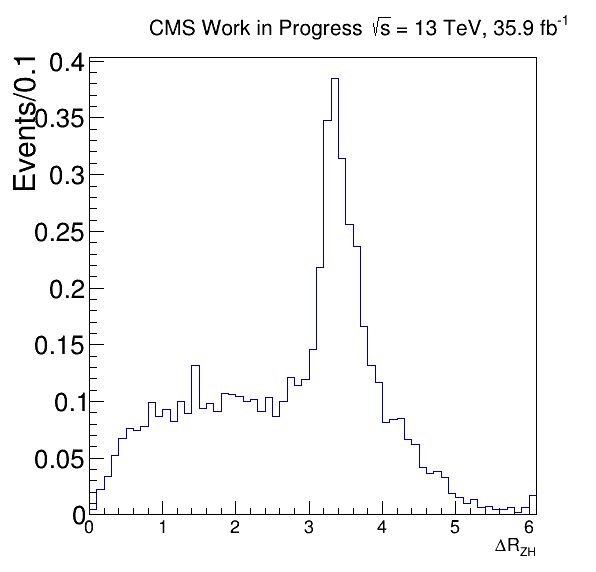 CMS Work in Progress √s = 13 TeV, 35.9 fb⁻¹
Events/0.1
0.4
0.35
0.3
0.25
0.2
0.15
0.1
0.05
0
0 1 2 3 4 5 6
ΔR_ZH